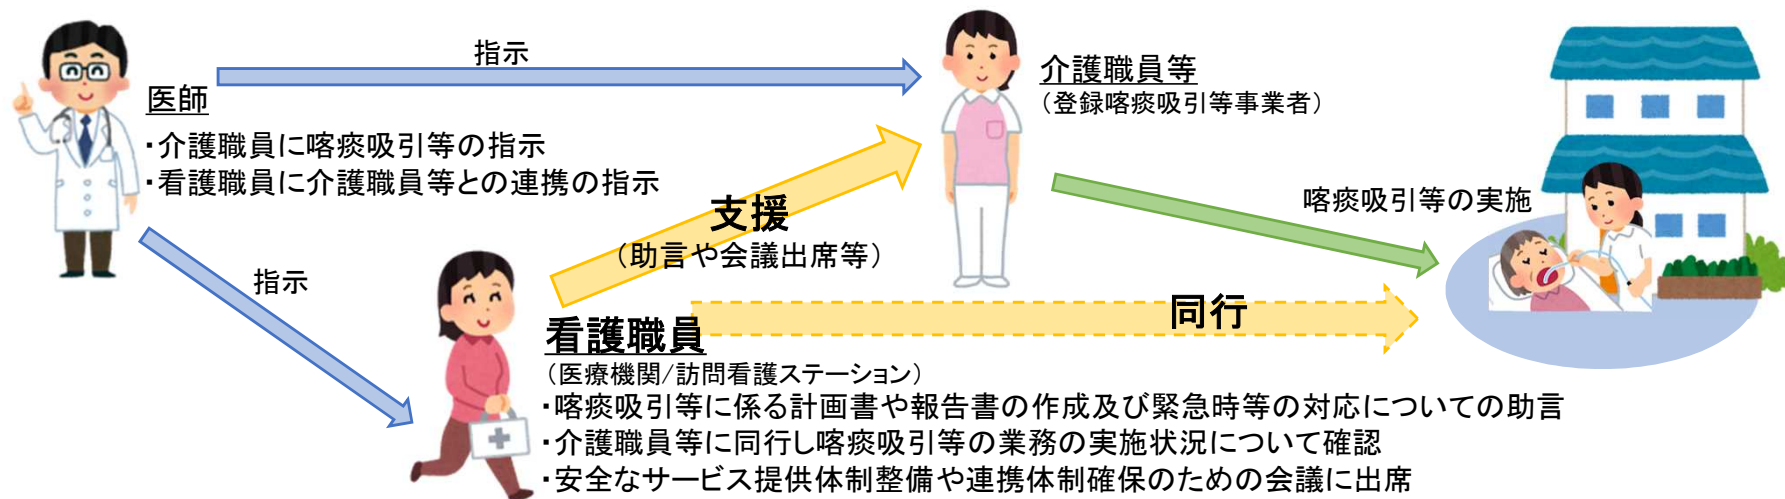 指示
医師
・介護職員に喀痰吸引等の指示
・看護職員に介護職員等との連携の指示
介護職員等
（登録喀痰吸引等事業者）
支援
（助言や会議出席等）
喀痰吸引等の実施
指示
同行
看護職員
（医療機関/訪問看護ステーション）
・喀痰吸引等に係る計画書や報告書の作成及び緊急時等の対応についての助言
・介護職員等に同行し喀痰吸引等の業務の実施状況について確認
・安全なサービス提供体制整備や連携体制確保のための会議に出席